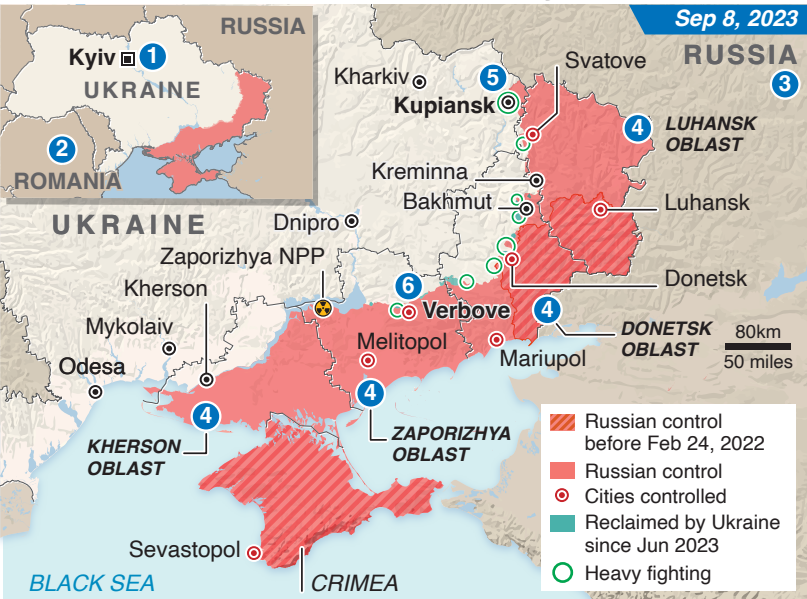 Sep 8, 2023
RUSSIA
Kyiv 1
UKRAINE
2
ROMANIA
RUSSIA
3
Svatove
Kharkiv
5
Kupiansk
4
LUHANSK
OBLAST
Kreminna
Bakhmut
Luhansk
UKRAINE
Dnipro
Zaporizhya NPP
Donetsk
Kherson
6
Verbove
4
DONETSK
OBLAST
80km
50 miles
Mykolaiv
Melitopol
Mariupol
Odesa
4
4
KHERSON
OBLAST
ZAPORIZHYA
OBLAST
Russian control
before Feb 24, 2022
Russian control
Cities controlled
Reclaimed by Ukraine
since Jun 2023
Heavy fighting
Sevastopol
BLACK SEA
CRIMEA